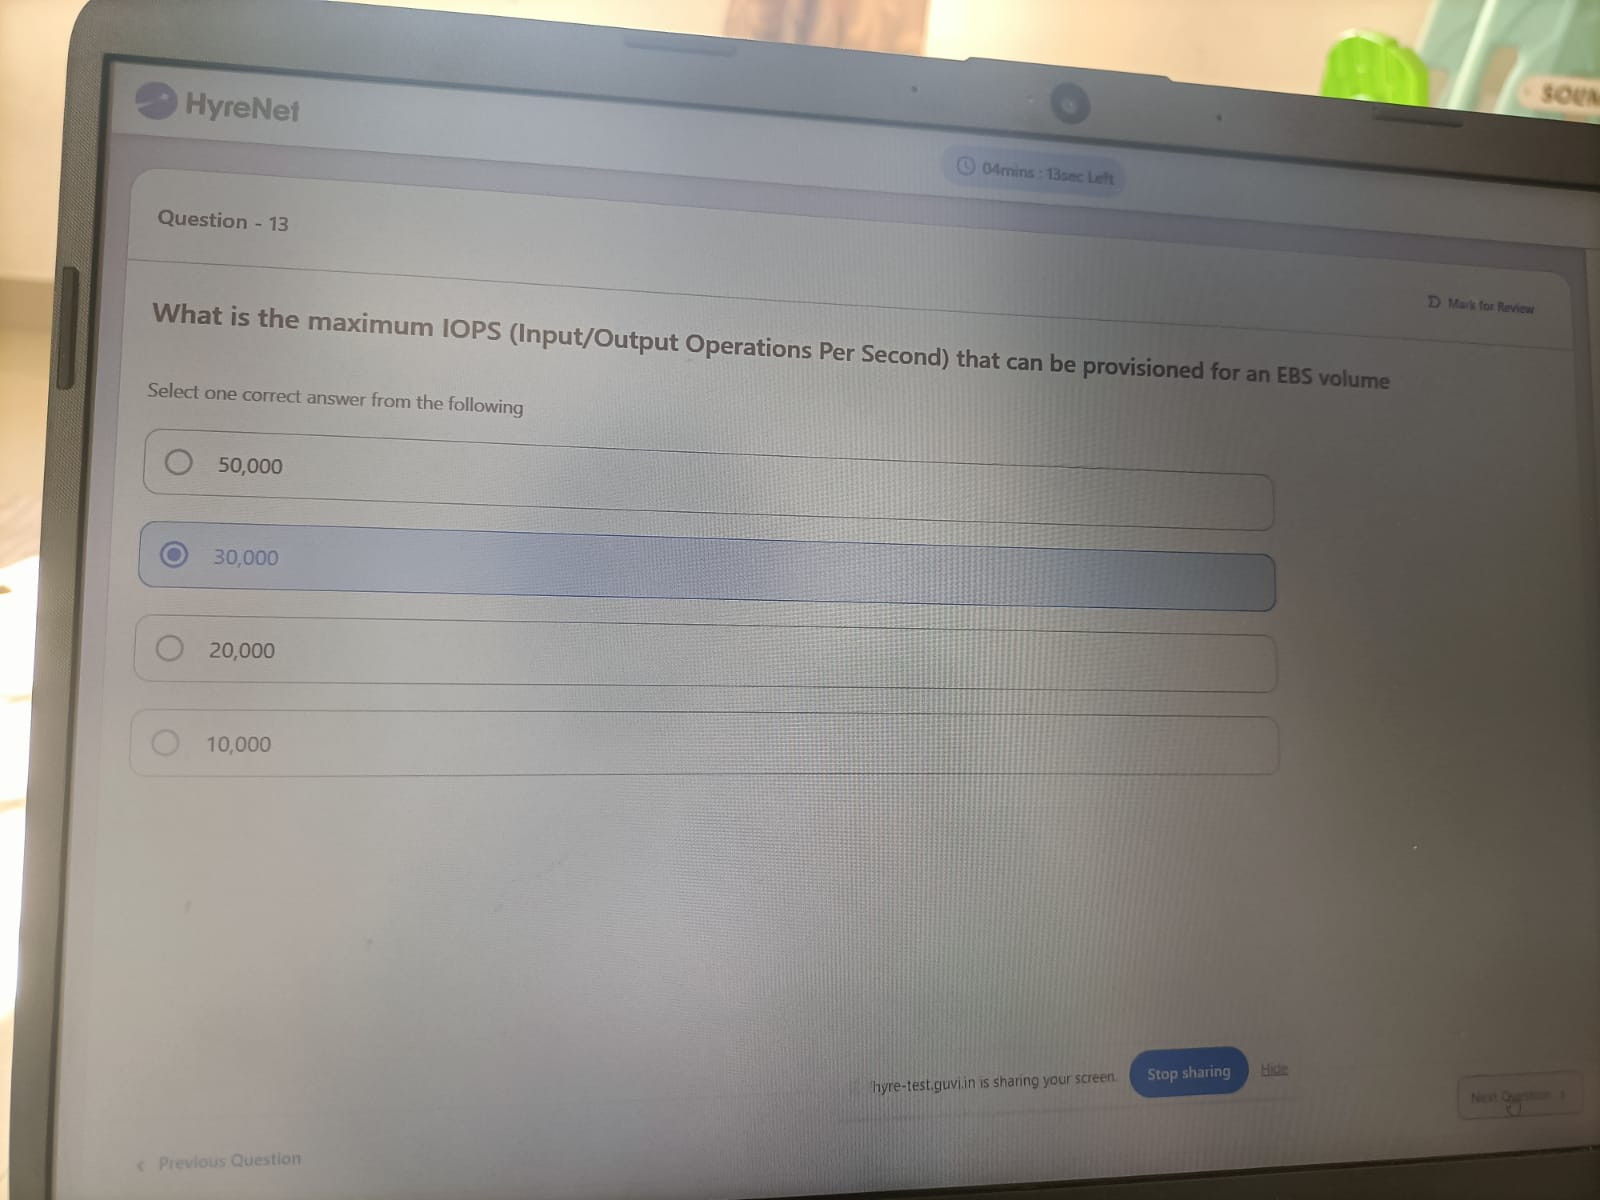 HyreNet
04mins : 13sec Left
Question - 13
Mark for Review
What is the maximum IOPS (Input/Output Operations Per Second) that can be provisioned for an EBS volume
Select one correct answer from the following
50,000
30,000
20,000
10,000
hyre-test.guvi.in is sharing your screen.
Stop sharing
Hide
Next Question >
< Previous Question